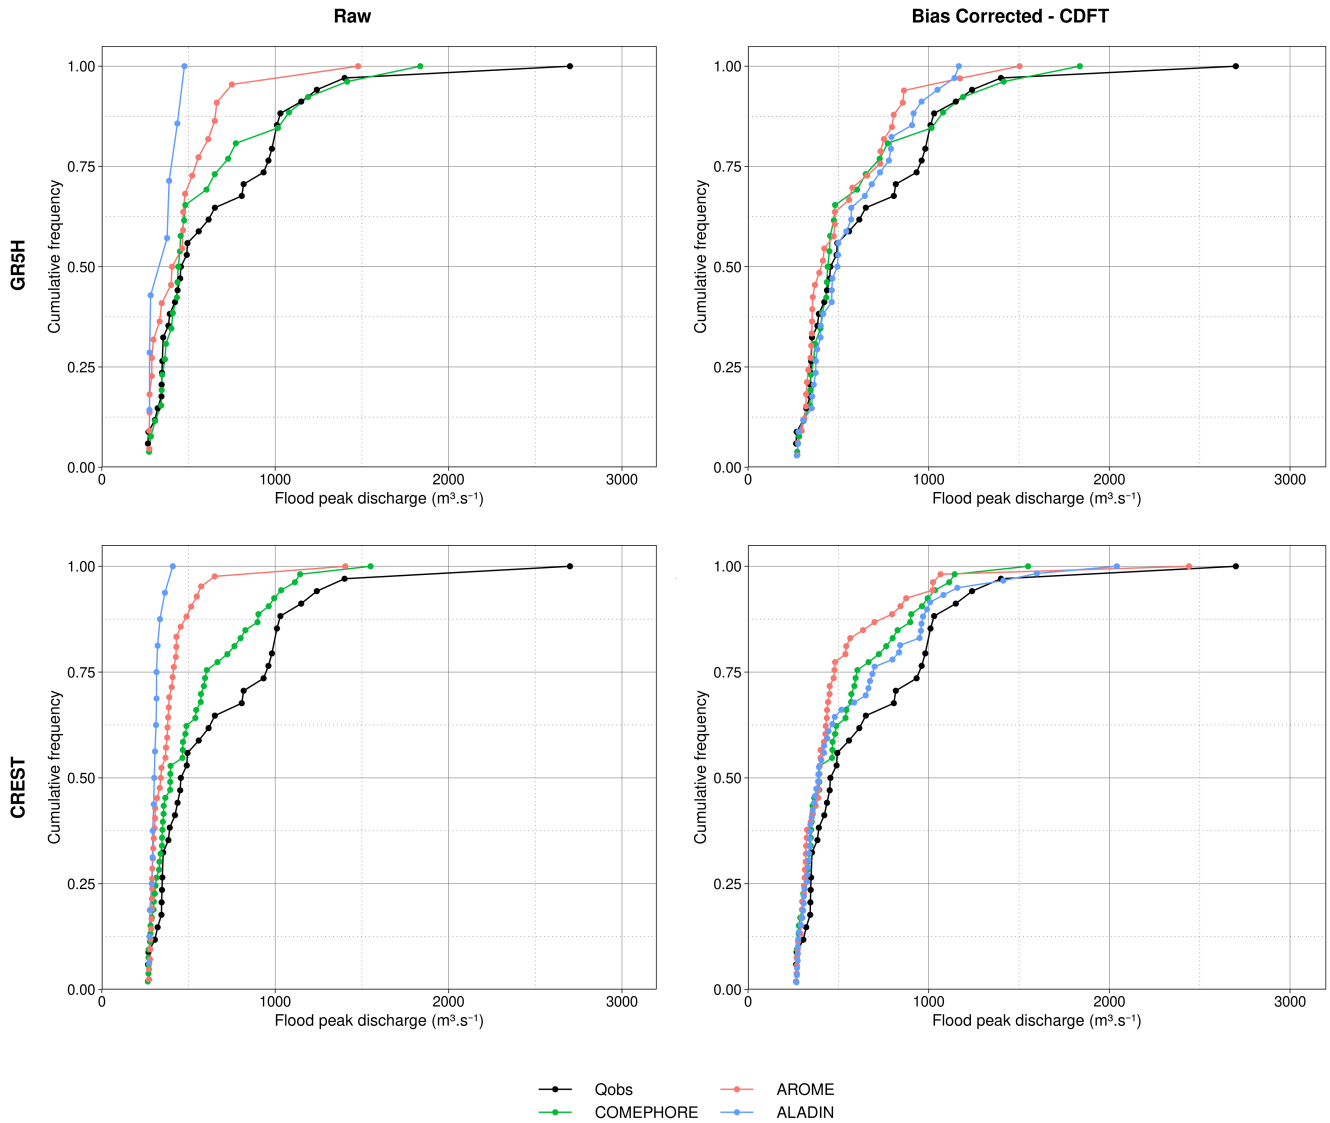 Raw
Bias Corrected - CDFT
GR5H
Cumulative frequency
1.00
0.75
0.50
0.25
0.00
0
1000
2000
3000
Flood peak discharge (m³.s⁻¹)
Cumulative frequency
1.00
0.75
0.50
0.25
0.00
0
1000
2000
3000
Flood peak discharge (m³.s⁻¹)
CREST
Cumulative frequency
1.00
0.75
0.50
0.25
0.00
0
1000
2000
3000
Flood peak discharge (m³.s⁻¹)
Cumulative frequency
1.00
0.75
0.50
0.25
0.00
0
1000
2000
3000
Flood peak discharge (m³.s⁻¹)
Qobs
AROME
COMEPHORE
ALADIN